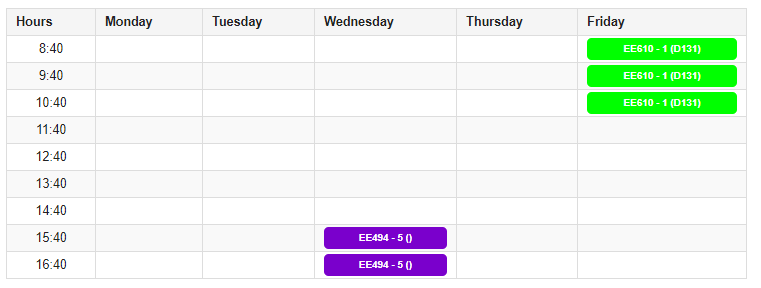 Hours Monday Tuesday Wednesday Thursday Friday
8:40 EE610 - 1 (D131)
9:40 EE610 - 1 (D131)
10:40 EE610 - 1 (D131)
11:40
12:40
13:40
14:40
15:40 EE494 - 5 ()
16:40 EE494 - 5 ()